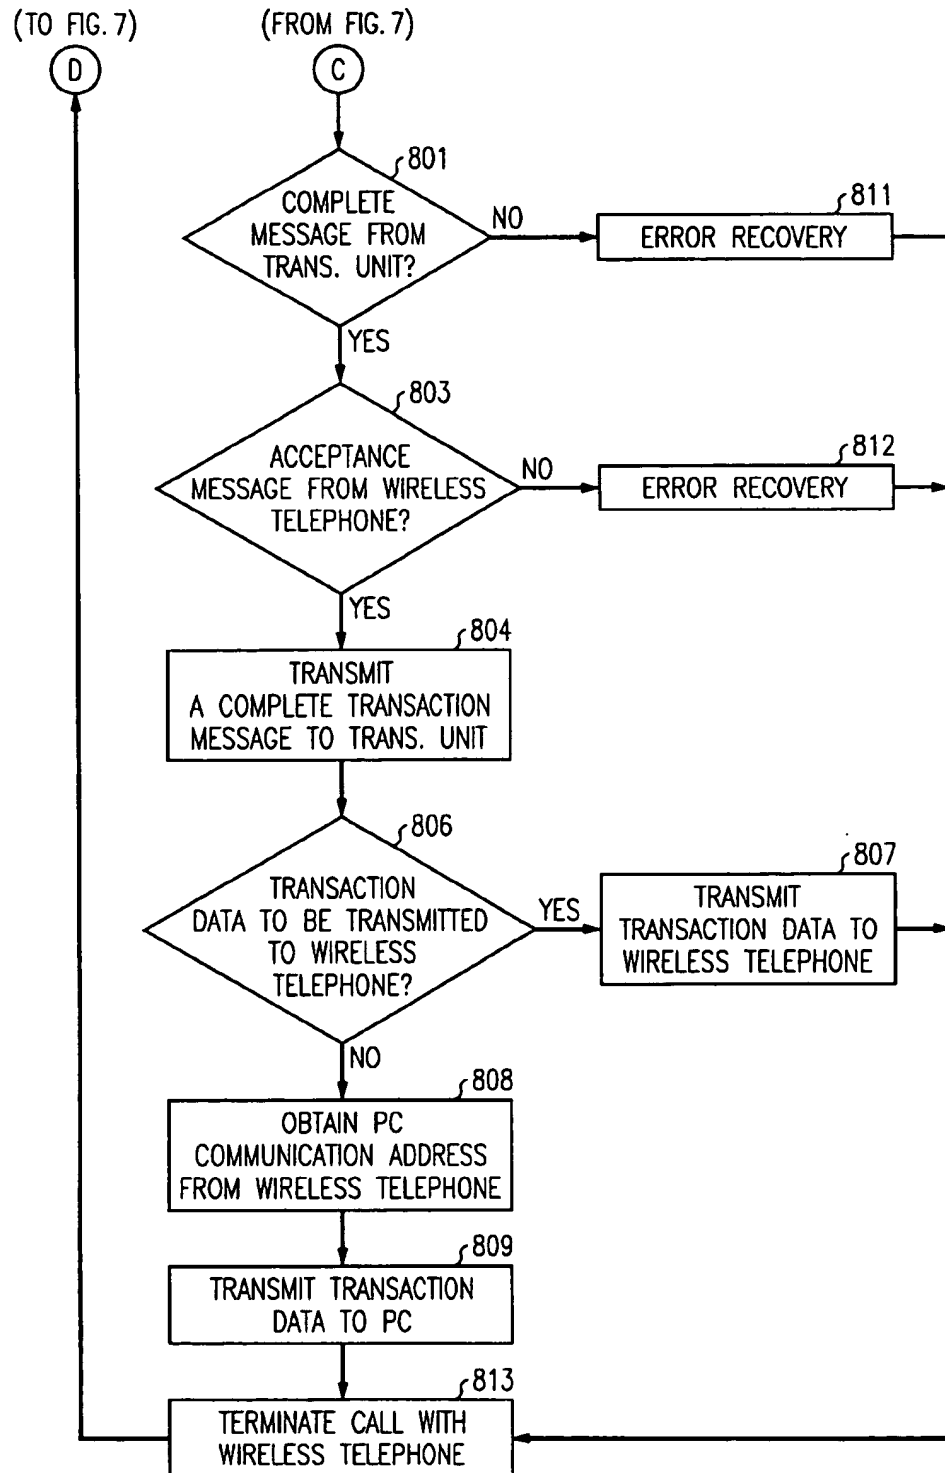 (TO FIG. 7)
(FROM FIG. 7)
D
C
801
COMPLETE
MESSAGE FROM
TRANS. UNIT?
NO
811
ERROR RECOVERY
YES
803
ACCEPTANCE
MESSAGE FROM WIRELESS
TELEPHONE?
NO
812
ERROR RECOVERY
YES
804
TRANSMIT
A COMPLETE TRANSACTION
MESSAGE TO TRANS. UNIT
806
TRANSACTION
DATA TO BE TRANSMITTED
TO WIRELESS
TELEPHONE?
YES
807
TRANSMIT
TRANSACTION DATA TO
WIRELESS TELEPHONE
NO
808
OBTAIN PC
COMMUNICATION ADDRESS
FROM WIRELESS TELEPHONE
809
TRANSMIT TRANSACTION
DATA TO PC
813
TERMINATE CALL WITH
WIRELESS TELEPHONE